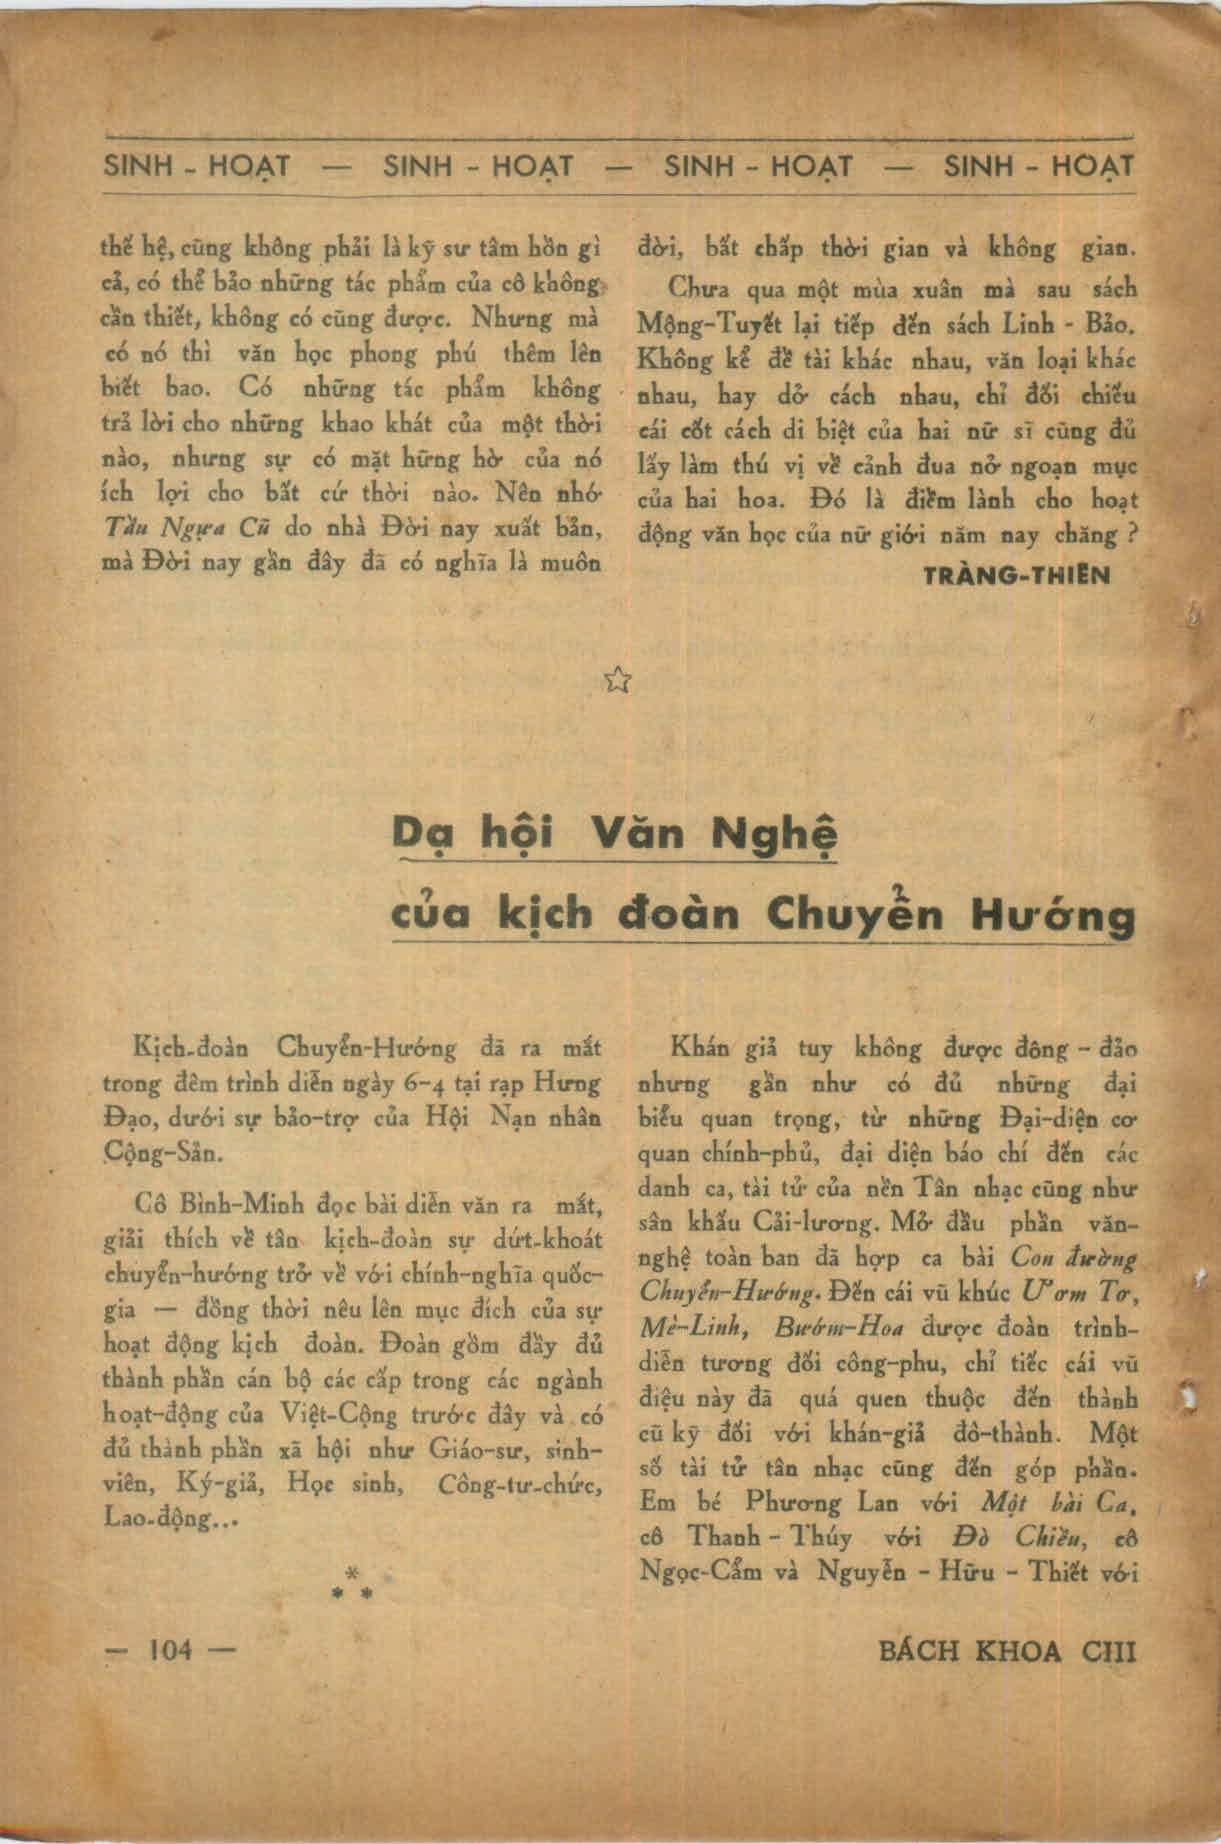 SINH - HOẠT — SINH - HOẠT — SINH - HOẠT — SINH - HOẠT
thế hệ, cũng không phải là kỹ sư tâm hồn gì
cả, có thể bảo những tác phẩm của cô không
cần thiết, không có cũng được. Nhưng mà
có nó thì văn học phong phú thêm lên
biết bao. Có những tác phẩm không
trả lời cho những khao khát của một thời
nào, nhưng sự có mặt hững hờ của nó
ích lợi cho bất cứ thời nào. Nên nhớ
Tầu Ngựa Cũ do nhà Đời nay xuất bản,
mà Đời nay gần đây đã có nghĩa là muôn
đời, bất chấp thời gian và không gian.
Chưa qua một mùa xuân mà sau sách
Mộng-Tuyết lại tiếp đến sách Linh - Bảo.
Không kể đề tài khác nhau, văn loại khác
nhau, hay dở cách nhau, chỉ đối chiếu
cái cốt cách dị biệt của hai nữ sĩ cũng đủ
lấy làm thú vị về cảnh đua nở ngoạn mục
của hai hoa. Đó là điềm lành cho hoạt
động văn học của nữ giới năm nay chăng ?
TRÀNG-THIÊN
☆
Dạ hội Văn Nghệ
của kịch đoàn Chuyển Hướng
Kịch-đoàn Chuyển-Hướng đã ra mắt
trong đêm trình diễn ngày 6-4 tại rạp Hưng
Đạo, dưới sự bảo-trợ của Hội Nạn nhân
Cộng-Sản.
Cô Bình-Minh đọc bài diễn văn ra mắt,
giải thích về tân kịch-đoàn sự dứt-khoát
chuyển-hướng trở về với chính-nghĩa quốc-
gia — đồng thời nêu lên mục đích của sự
hoạt động kịch đoàn. Đoàn gồm đầy đủ
thành phần cán bộ các cấp trong các ngành
hoạt-động của Việt-Cộng trước đây và có
đủ thành phần xã hội như Giáo-sư, sinh-
viên, Ký-giả, Học sinh, Công-tư-chức,
Lao-động...
*
* *
Khán giả tuy không được đông - đảo
nhưng gần như có đủ những đại
biểu quan trọng, từ những Đại-diện cơ
quan chính-phủ, đại diện báo chí đến các
danh ca, tài tử của nền Tân nhạc cũng như
sân khấu Cải-lương. Mở đầu phần văn-
nghệ toàn ban đã hợp ca bài Con đường
Chuyển-Hướng. Đến cái vũ khúc Ươm Tơ,
Mè-Linh, Bướm-Hoa được đoàn trình-
diễn tương đối công-phu, chỉ tiếc cái vũ
điệu này đã quá quen thuộc đến thành
cũ kỹ đối với khán-giả đô-thành. Một
số tài tử tân nhạc cũng đến góp phần.
Em bé Phương Lan với Một bài Ca,
cô Thanh - Thúy với Đò Chiều, cô
Ngọc-Cẩm và Nguyễn - Hữu - Thiết với
— 104 —
BÁCH KHOA CIII